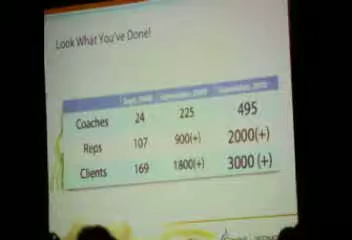 Look What You've Done!
Coaches 24 225 495
Reps 107 900(+) 2000(+)
Clients 169 1800(+) 3000 (+)